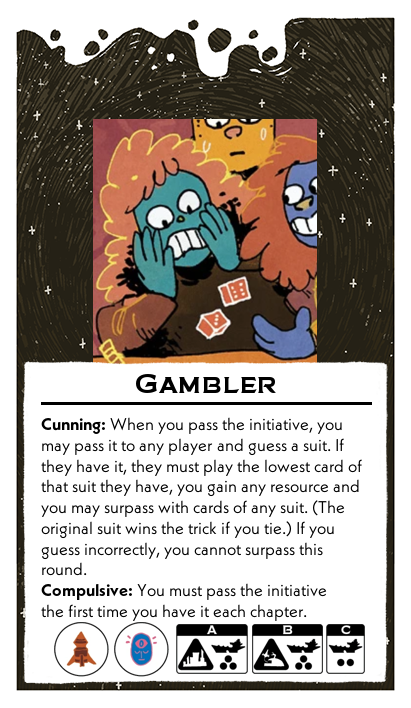 GAMBLER
Cunning: When you pass the initiative, you
may pass it to any player and guess a suit. If
they have it, they must play the lowest card of
that suit they have, you gain any resource and
you may surpass with cards of any suit. (The
original suit wins the trick if you tie.) If you
guess incorrectly, you cannot surpass this
round.
Compulsive: You must pass the initiative
the first time you have it each chapter.
A B C